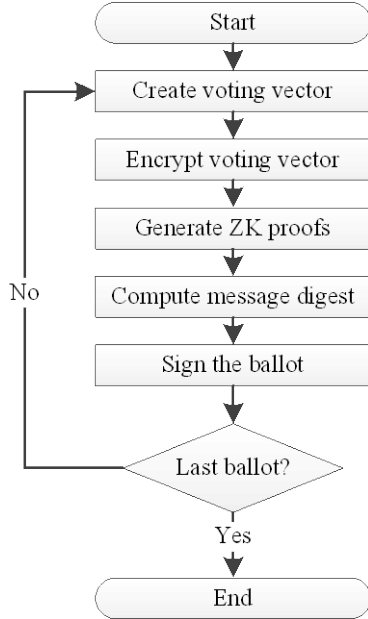 Start
Create voting vector
Encrypt voting vector
Generate ZK proofs
No
Compute message digest
Sign the ballot
Last ballot?
Yes
End